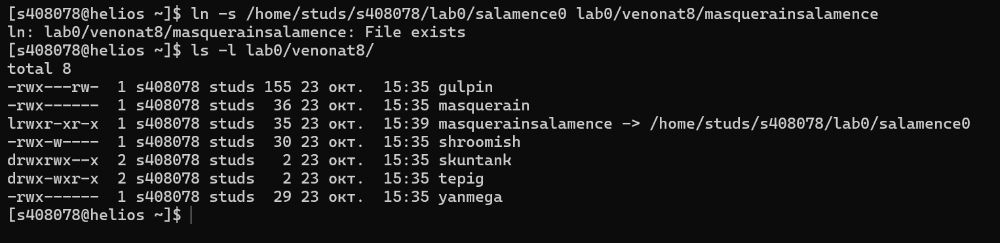 [s408078@helios ~]$ ln -s /home/studs/s408078/lab0/salamence0 lab0/venonat8/masquerainsalamence
ln: lab0/venonat8/masquerainsalamence: File exists
[s408078@helios ~]$ ls -l lab0/venonat8/
total 8
-rwx---rw-  1 s408078 studs 155 23 окт.  15:35 gulpin
-rwx------  1 s408078 studs  36 23 окт.  15:35 masquerain
lrwxr-xr-x  1 s408078 studs  35 23 окт.  15:39 masquerainsalamence -> /home/studs/s408078/lab0/salamence0
-rwx-w----  1 s408078 studs  30 23 окт.  15:35 shroomish
drwxrwx--x  2 s408078 studs   2 23 окт.  15:35 skuntank
drwx-wxr-x  2 s408078 studs   2 23 окт.  15:35 tepig
-rwx------  1 s408078 studs  29 23 окт.  15:35 yanmega
[s408078@helios ~]$